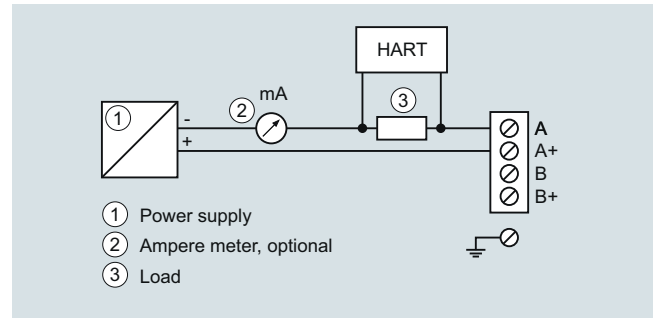 HART
mA
3
2
1
-
+
A
A+
B
B+
1 Power supply
2 Ampere meter, optional
3 Load